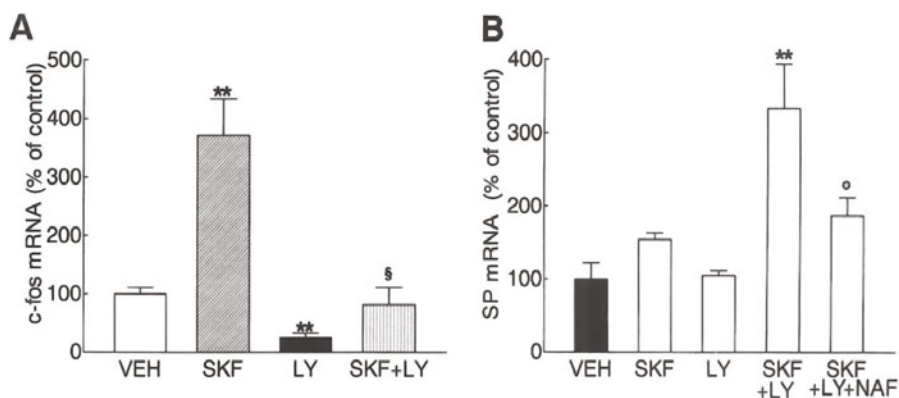 A
c-fos mRNA (% of control)
500
400
300
200
100
0
**
**
§
VEH
SKF
LY
SKF+LY
B
SP mRNA (% of control)
400
300
200
100
0
**
o
VEH
SKF
LY
SKF
+LY
SKF
+LY+NAF